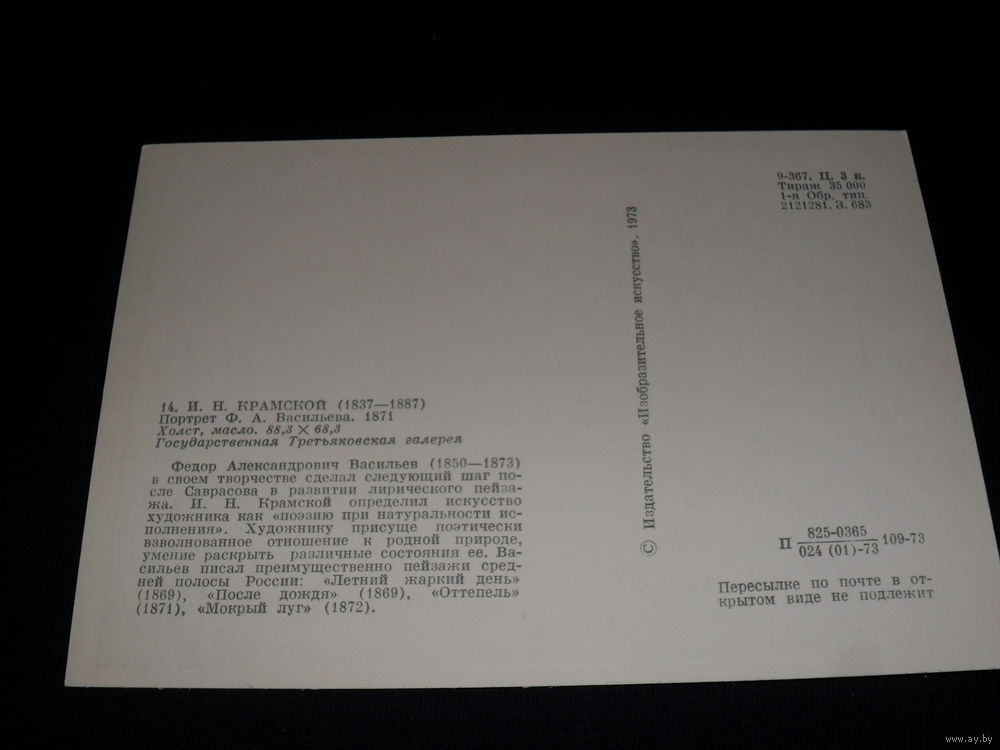 9-367. Ц. 3 к.
Тираж 35 000
1-я Обр. тип.
2121281. З. 683
© Издательство «Изобразительное искусство». 1973
14. И. Н. КРАМСКОЙ (1837—1887)
Портрет Ф. А. Васильева. 1871
Холст, масло. 88,3 × 68,3
Государственная Третьяковская галерея
Федор Александрович Васильев (1850—1873)
в своем творчестве сделал следующий шаг по-
сле Саврасова в развитии лирического пейза-
жа. И. Н. Крамской определил искусство
художника как «поэзию при натуральности ис-
полнения». Художнику присуще поэтически
взволнованное отношение к родной природе,
умение раскрыть различные состояния ее. Ва-
сильев писал преимущественно пейзажи сред-
ней полосы России: «Летний жаркий день»
(1869), «После дождя» (1869), «Оттепель»
(1871), «Мокрый луг» (1872).
825-0365
П 024 (01)-73 109-73
Пересылке по почте в от-
крытом виде не подлежит
www.ay.by